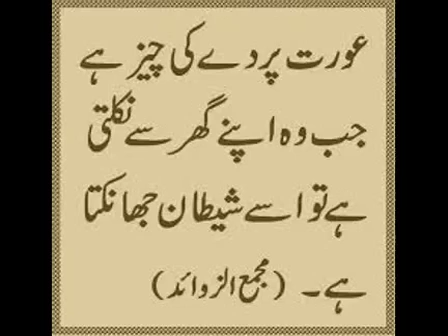 عورت پردے کی چیز ہے
جب وہ اپنے گھر سے نکلتی
ہے تو اسے شیطان جھانکتا
ہے۔ (مجمع الزوائد)